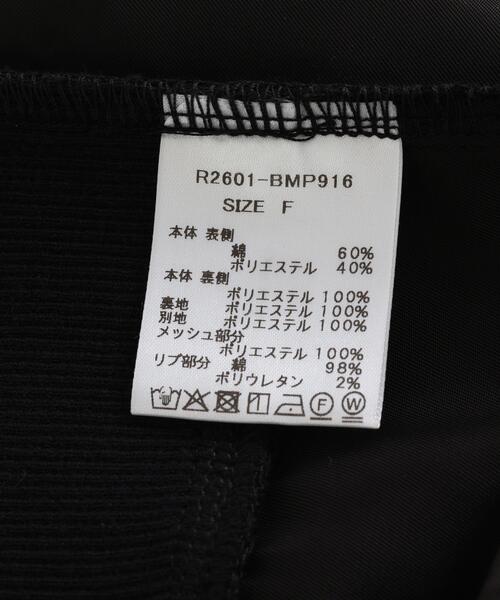 R2601-BMP916
SIZE F
本体 表側
綿 60%
ポリエステル 40%
本体 裏側
ポリエステル 100%
裏地 ポリエステル 100%
別地 ポリエステル 100%
メッシュ部分
ポリエステル 100%
リブ部分 綿 98%
ポリウレタン 2%
F W